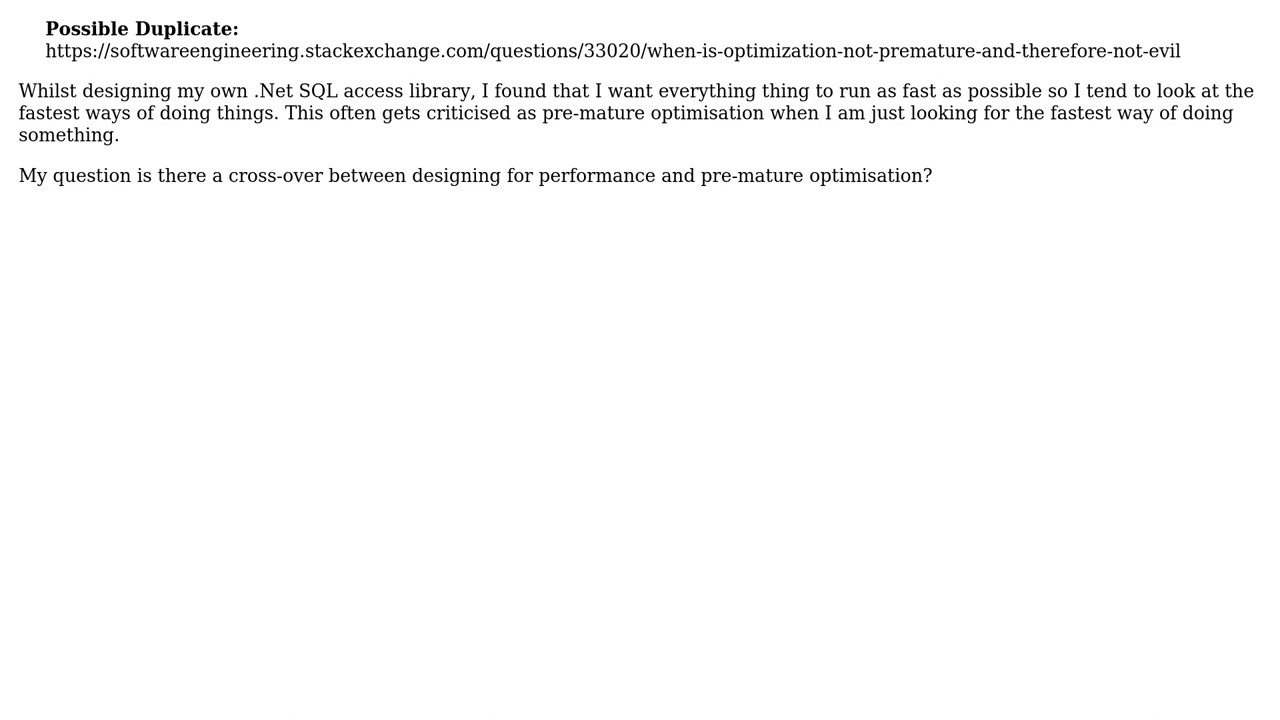 Possible Duplicate:
https://softwareengineering.stackexchange.com/questions/33020/when-is-optimization-not-premature-and-therefore-not-evil
Whilst designing my own .Net SQL access library, I found that I want everything thing to run as fast as possible so I tend to look at the
fastest ways of doing things. This often gets criticised as pre-mature optimisation when I am just looking for the fastest way of doing
something.
My question is there a cross-over between designing for performance and pre-mature optimisation?